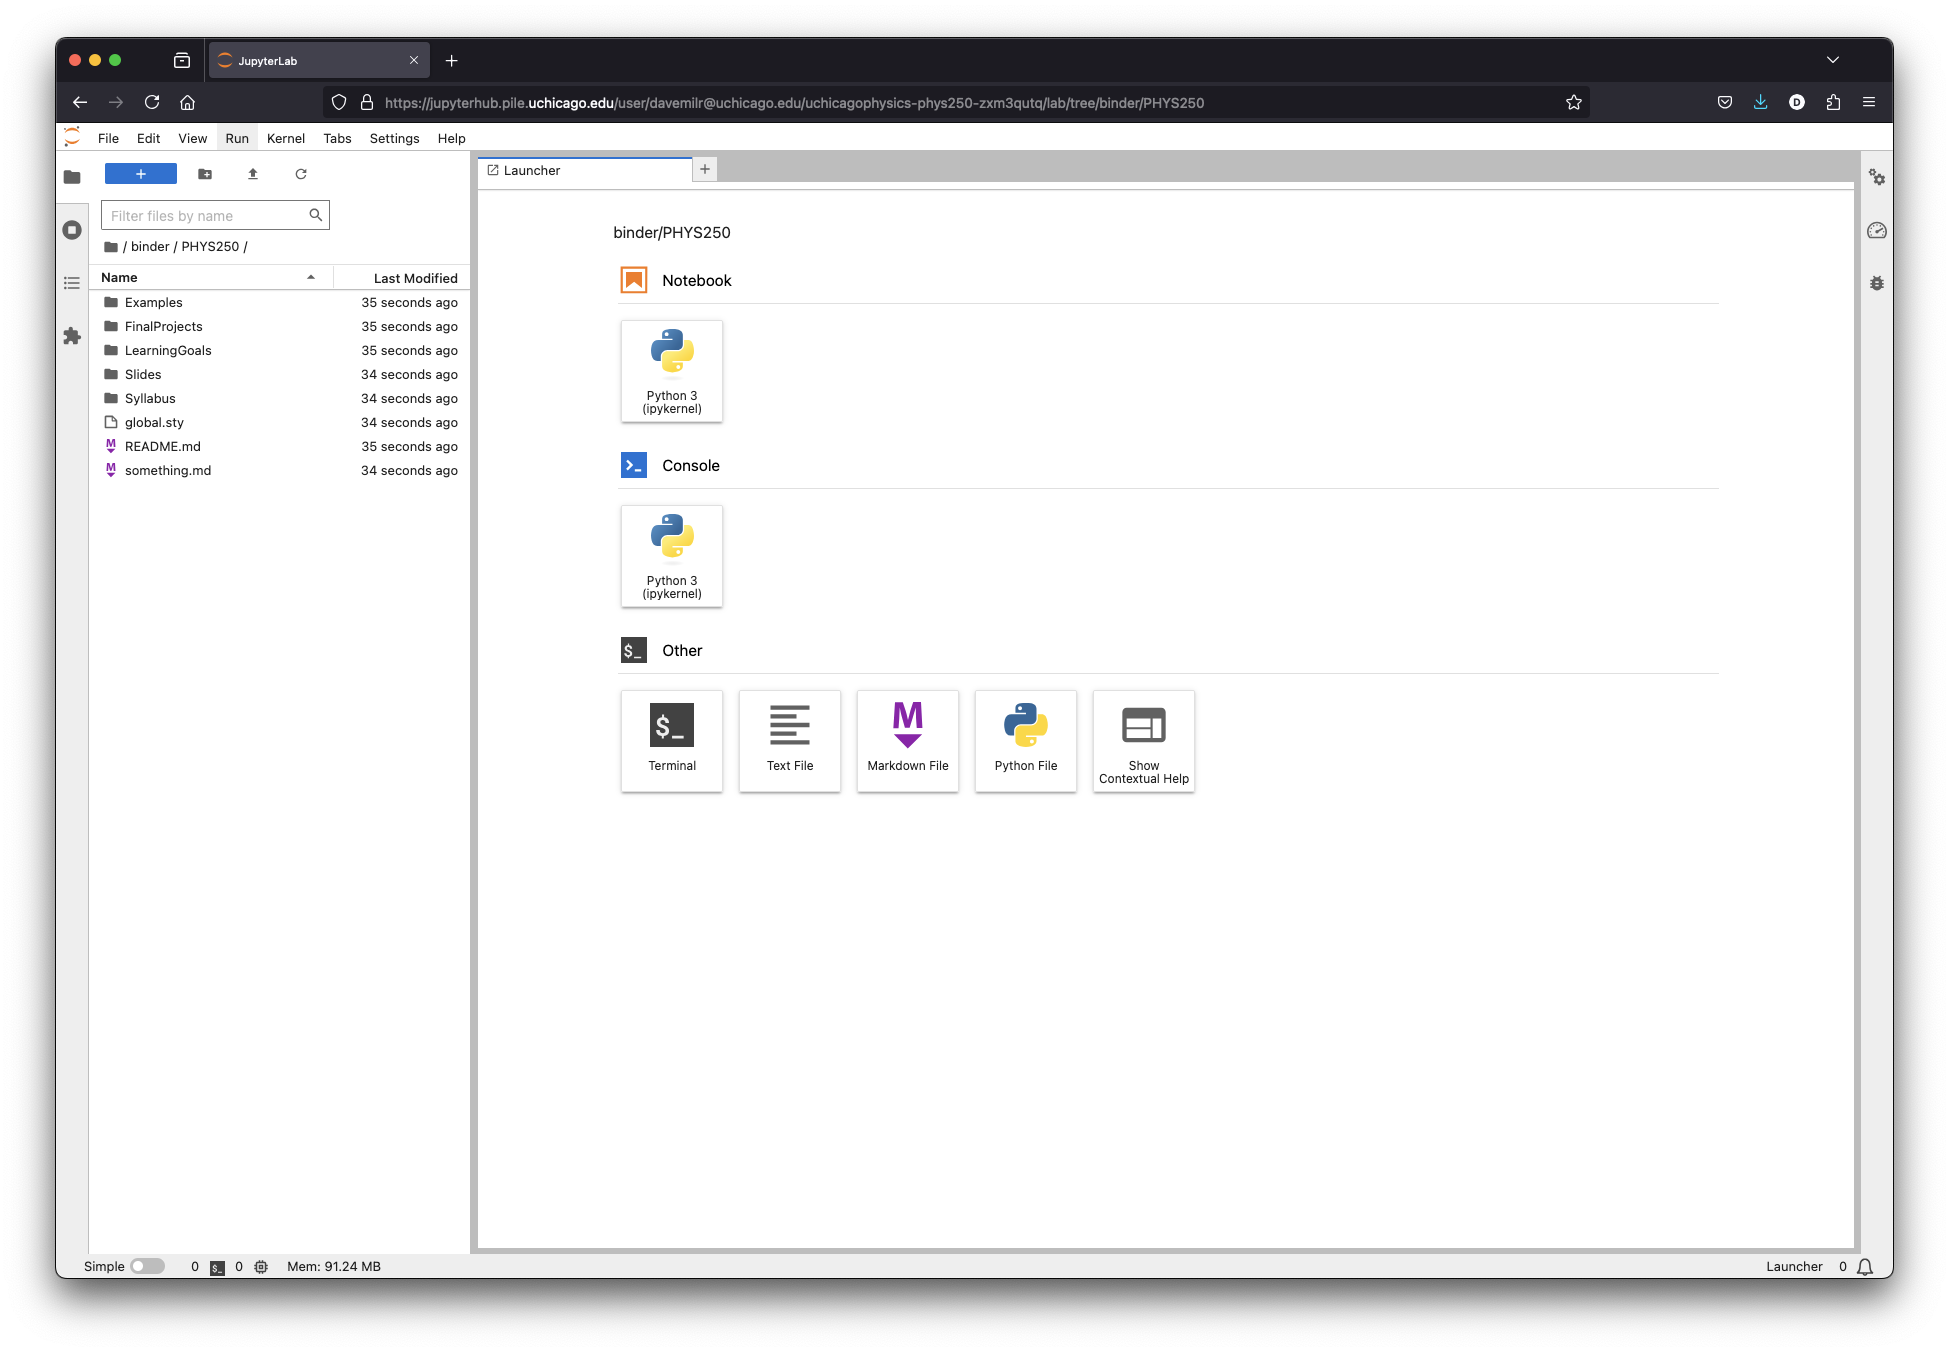 JupyterLab
https://jupyterhub.pile.uchicago.edu/user/davemilr@uchicago.edu/uchicagophysics-phys250-zxm3qutq/lab/tree/binder/PHYS250
D
File Edit View Run Kernel Tabs Settings Help
Launcher
Filter files by name
/ binder / PHYS250 /
Name Last Modified
Examples 35 seconds ago
FinalProjects 35 seconds ago
LearningGoals 35 seconds ago
Slides 34 seconds ago
Syllabus 34 seconds ago
global.sty 34 seconds ago
M README.md 35 seconds ago
M something.md 34 seconds ago
binder/PHYS250
Notebook
Python 3
(ipykernel)
>_ Console
Python 3
(ipykernel)
$_ Other
$_
Terminal
Text File
M
Markdown File
Python File
Show
Contextual Help
Simple 0 $_ 0 Mem: 91.24 MB
Launcher 0